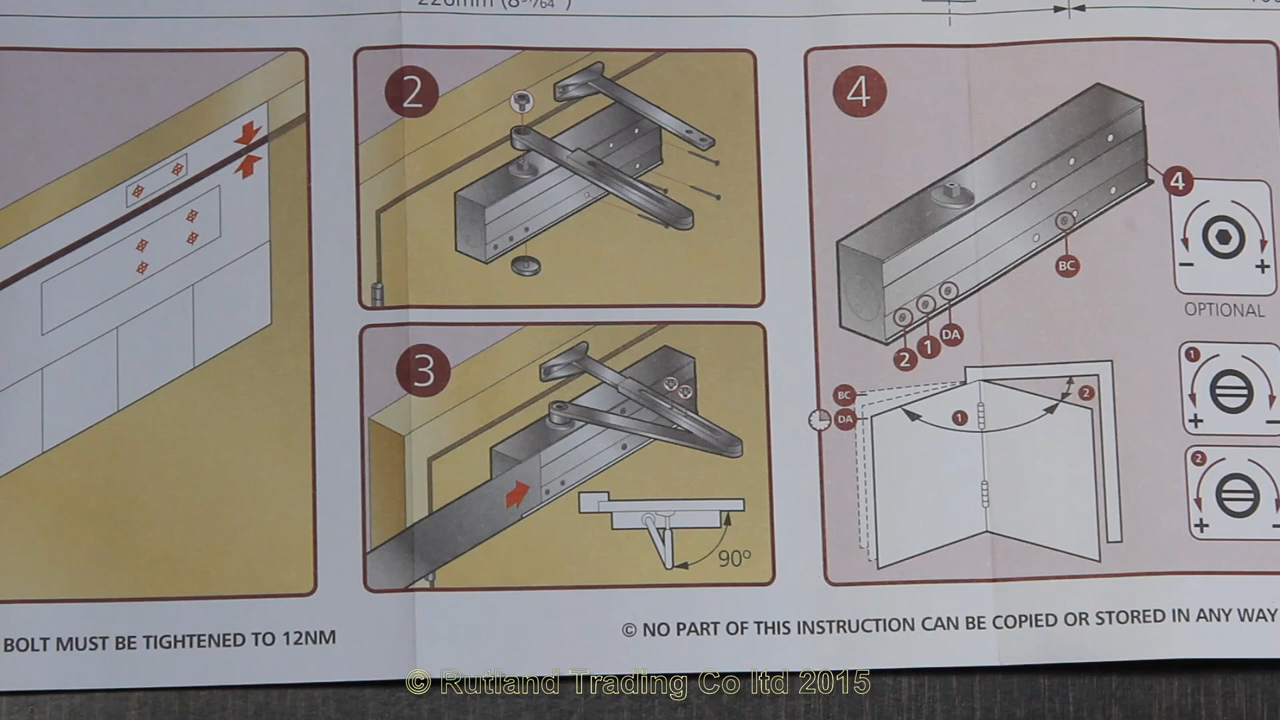 226mm
2
3
90º
4
4
BC
DA
1
2
- +
OPTIONAL
1
+ -
BC
DA
1
2
2
+ -
BOLT MUST BE TIGHTENED TO 12NM
© NO PART OF THIS INSTRUCTION CAN BE COPIED OR STORED IN ANY WAY
© Rutland Trading Co ltd 2015